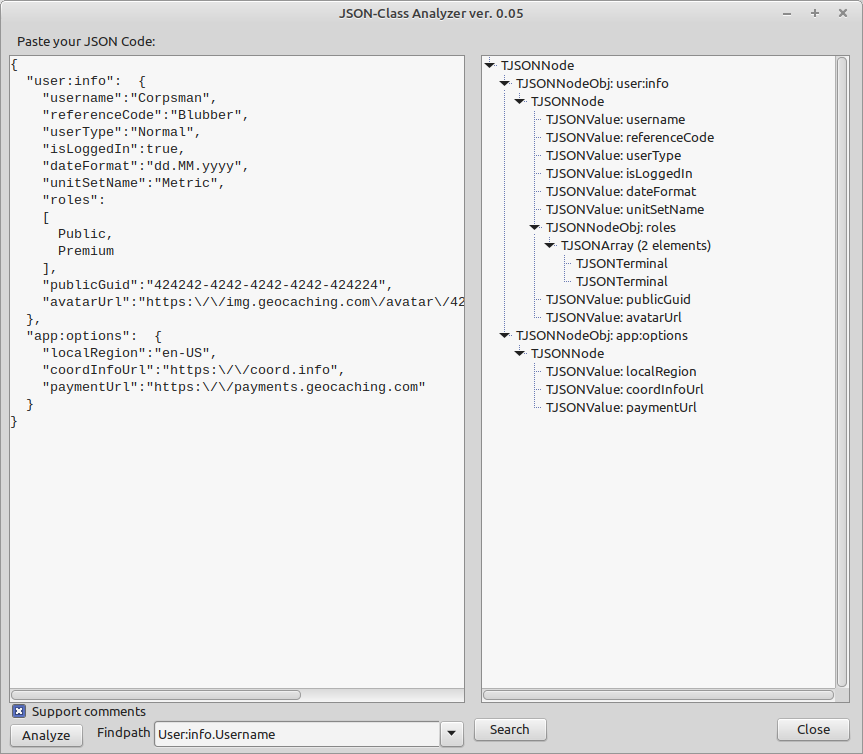 JSON-Class Analyzer ver. 0.05
Paste your JSON Code:
{
"user:info":  {
"username":"Corpsman",
"referenceCode":"Blubber",
"userType":"Normal",
"isLoggedIn":true,
"dateFormat":"dd.MM.yyyy",
"unitSetName":"Metric",
"roles":
[
Public,
Premium
],
"publicGuid":"424242-4242-4242-4242-424224",
"avatarUrl":"https:\/\/img.geocaching.com\/avatar\/42
},
"app:options":  {
"localRegion":"en-US",
"coordInfoUrl":"https:\/\/coord.info",
"paymentUrl":"https:\/\/payments.geocaching.com"
}
}
TJSONNode
TJSONNodeObj: user:info
TJSONNode
TJSONValue: username
TJSONValue: referenceCode
TJSONValue: userType
TJSONValue: isLoggedIn
TJSONValue: dateFormat
TJSONValue: unitSetName
TJSONNodeObj: roles
TJSONArray (2 elements)
TJSONTerminal
TJSONTerminal
TJSONValue: publicGuid
TJSONValue: avatarUrl
TJSONNodeObj: app:options
TJSONNode
TJSONValue: localRegion
TJSONValue: coordInfoUrl
TJSONValue: paymentUrl
Support comments
Analyze
Findpath
User:info.Username
Search
Close